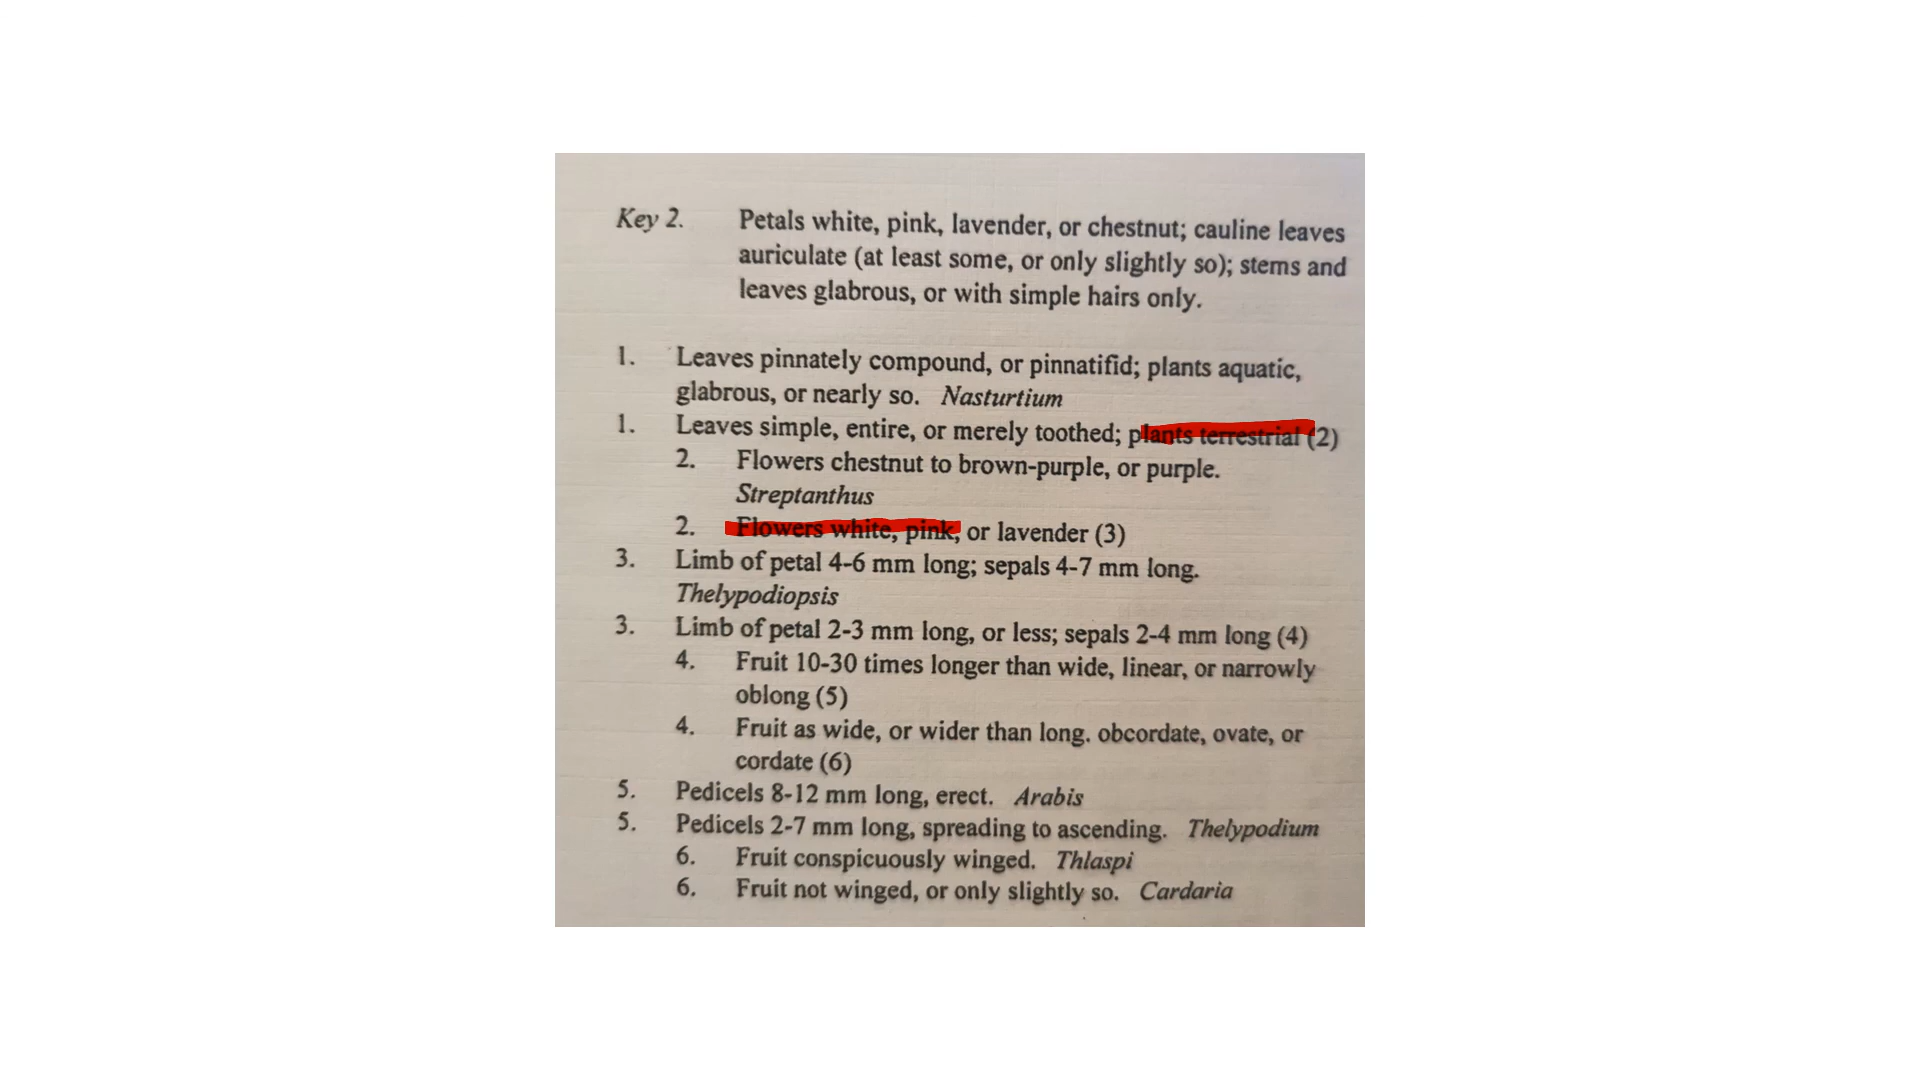 Key 2. Petals white, pink, lavender, or chestnut; cauline leaves
auriculate (at least some, or only slightly so); stems and
leaves glabrous, or with simple hairs only.
1. Leaves pinnately compound, or pinnatifid; plants aquatic,
glabrous, or nearly so. Nasturtium
1. Leaves simple, entire, or merely toothed; plants terrestrial (2)
2. Flowers chestnut to brown-purple, or purple.
Streptanthus
2. Flowers white, pink, or lavender (3)
3. Limb of petal 4-6 mm long; sepals 4-7 mm long.
Thelypodiopsis
3. Limb of petal 2-3 mm long, or less; sepals 2-4 mm long (4)
4. Fruit 10-30 times longer than wide, linear, or narrowly
oblong (5)
4. Fruit as wide, or wider than long. obcordate, ovate, or
cordate (6)
5. Pedicels 8-12 mm long, erect. Arabis
5. Pedicels 2-7 mm long, spreading to ascending. Thelypodium
6. Fruit conspicuously winged. Thlaspi
6. Fruit not winged, or only slightly so. Cardaria